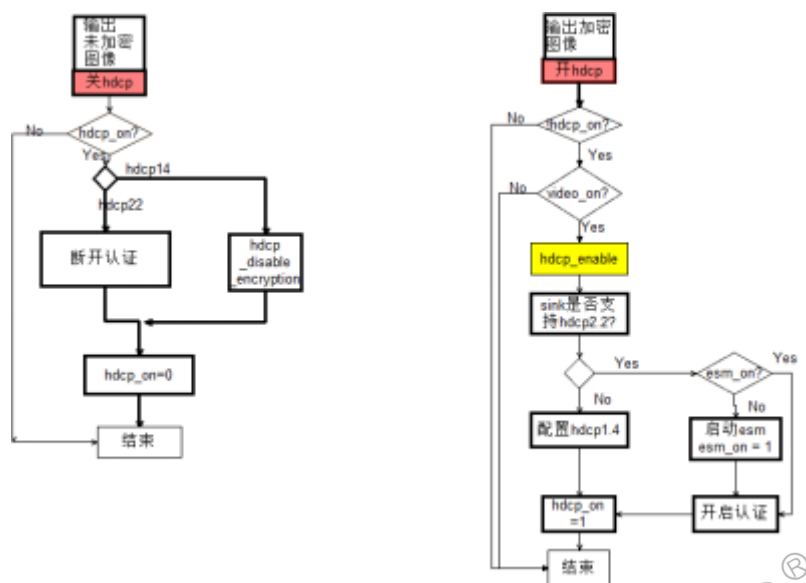 输出
未加密
图像
关hdcp
No
hdcp_on?
Yes
hdcp14
hdcp22
断开认证
hdcp
_disable
_encryption
hdcp_on=0
结束
输出加密
图像
开hdcp
No
!hdcp_on?
Yes
No
video_on?
Yes
hdcp_enable
sink是否支
持hdcp2.2?
Yes
esm_on?
Yes
No
No
配置hdcp1.4
启动esm
esm_on = 1
hdcp_on
=1
开启认证
结束
®